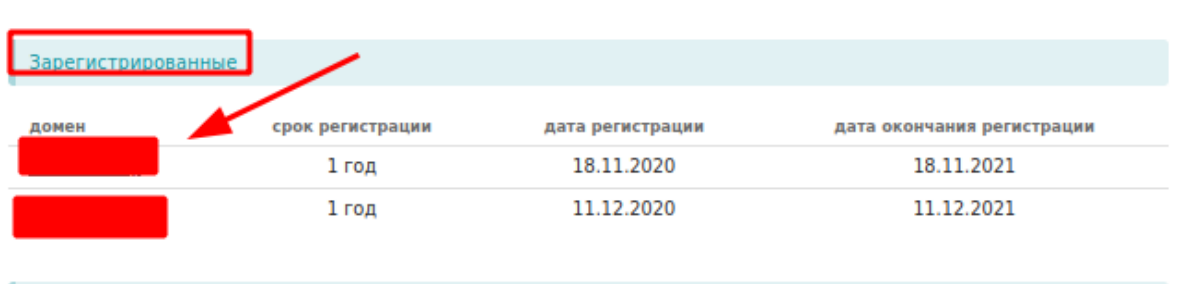 Зарегистрированные
домен срок регистрации дата регистрации дата окончания регистрации
1 год 18.11.2020 18.11.2021
1 год 11.12.2020 11.12.2021